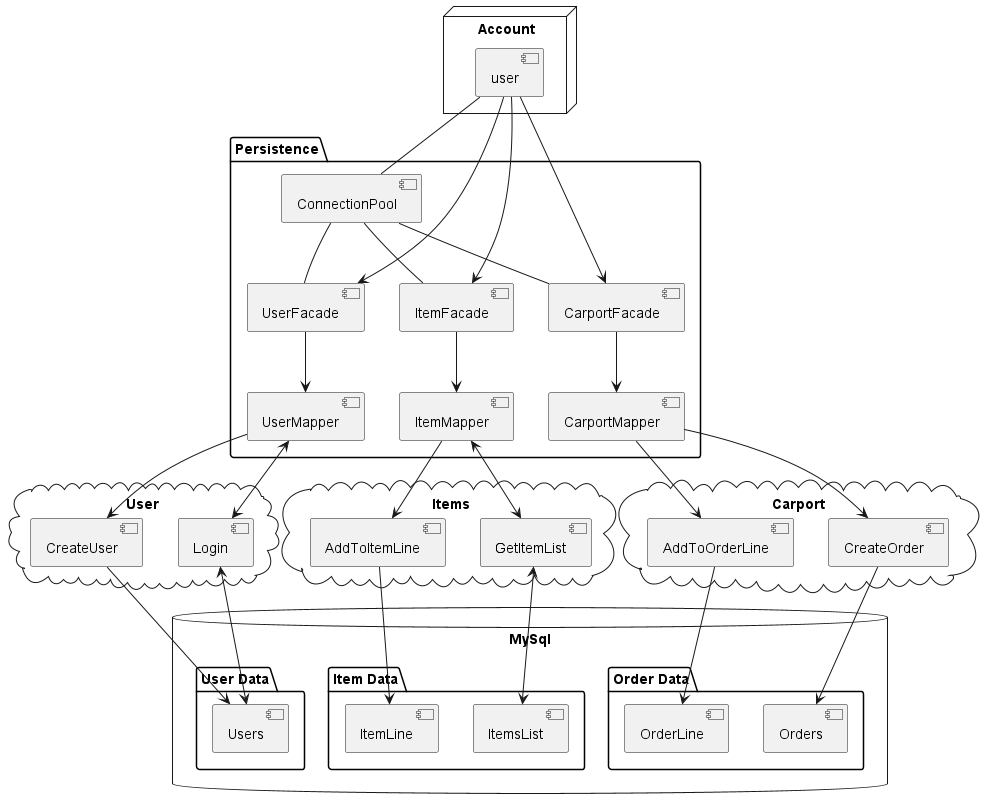 Account
user
Persistence
ConnectionPool
UserFacade
ItemFacade
CarportFacade
UserMapper
ItemMapper
CarportMapper
User
Items
Carport
CreateUser
Login
AddToItemLine
GetItemList
AddToOrderLine
CreateOrder
MySql
User Data
Item Data
Order Data
Users
ItemLine
ItemsList
OrderLine
Orders